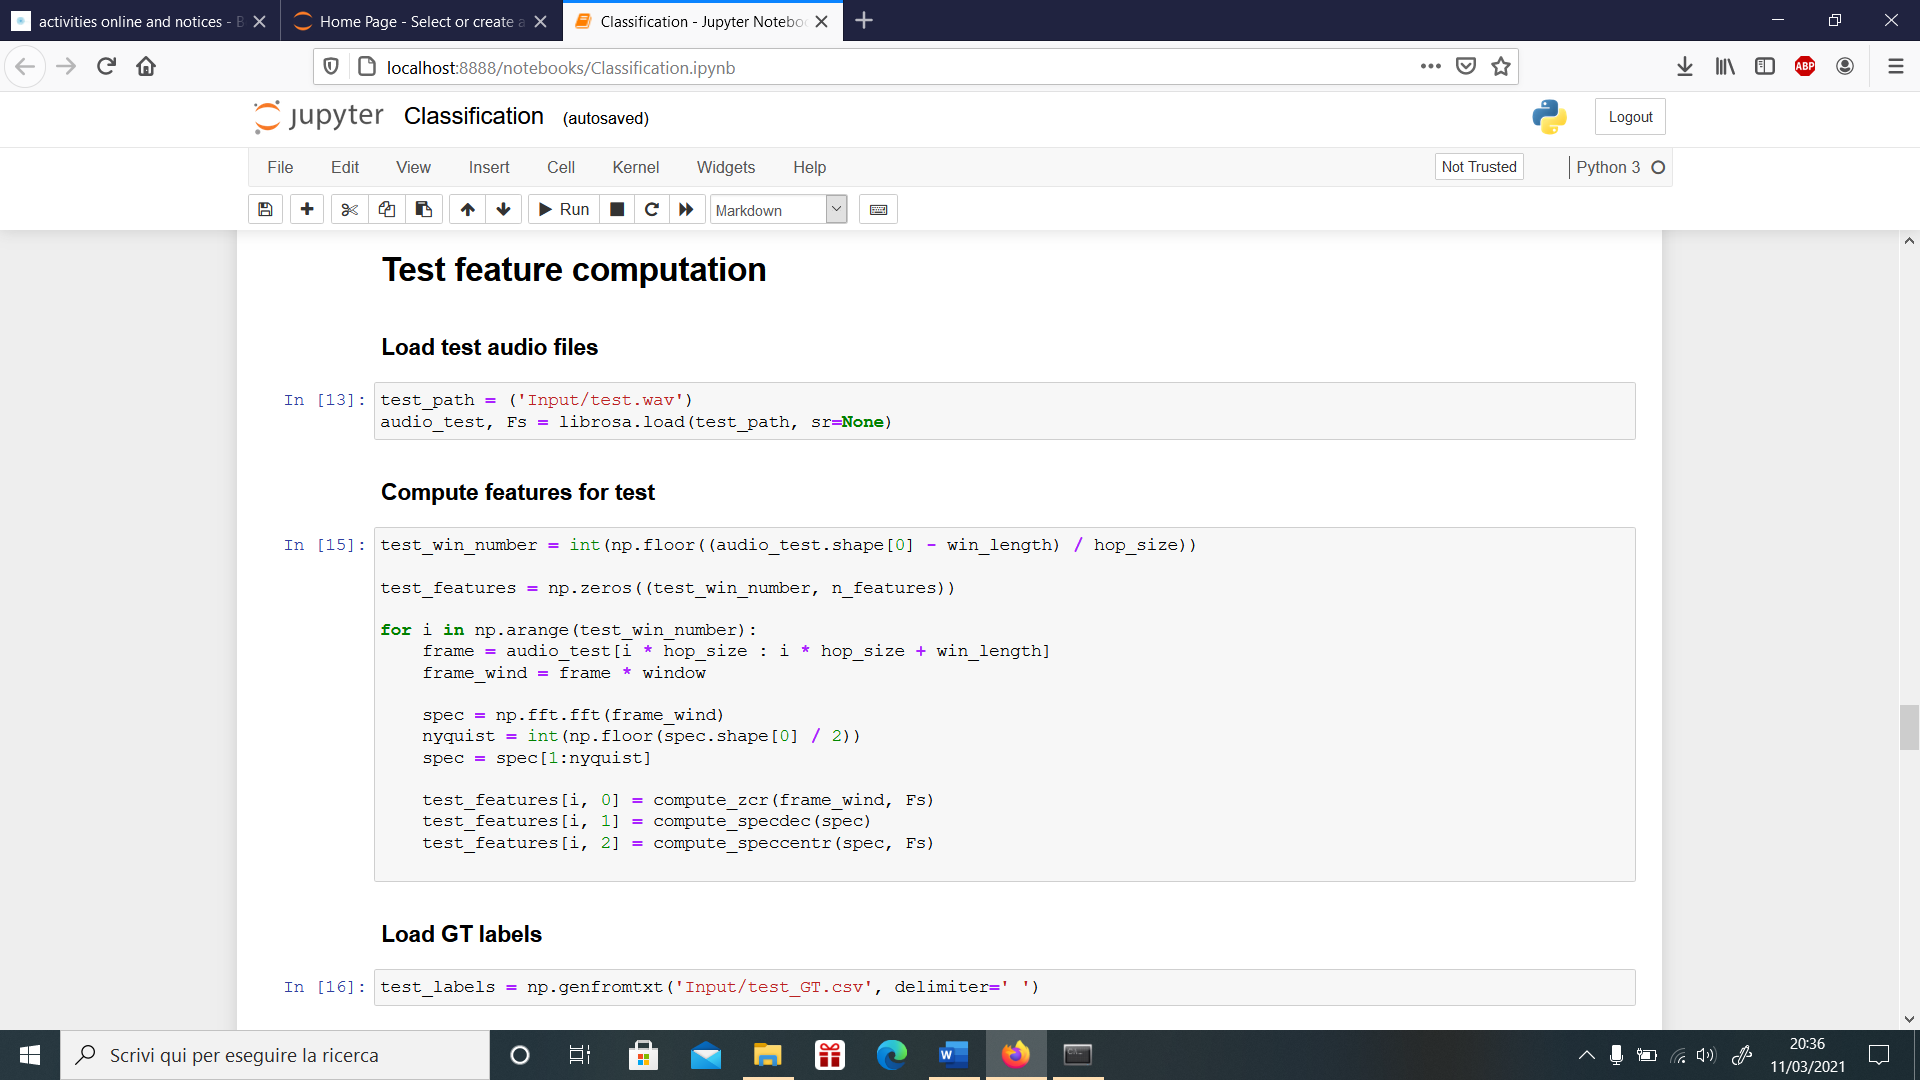 activities online and notices - B
Home Page - Select or create a
Classification - Jupyter Notebo
localhost:8888/notebooks/Classification.ipynb
ABP
jupyter Classification (autosaved)
Logout
File Edit View Insert Cell Kernel Widgets Help
Not Trusted
Python 3
Run
Markdown
Test feature computation
Load test audio files
In [13]: test_path = ('Input/test.wav')
audio_test, Fs = librosa.load(test_path, sr=None)
Compute features for test
In [15]: test_win_number = int(np.floor((audio_test.shape[0] - win_length) / hop_size))
test_features = np.zeros((test_win_number, n_features))
for i in np.arange(test_win_number):
frame = audio_test[i * hop_size : i * hop_size + win_length]
frame_wind = frame * window
spec = np.fft.fft(frame_wind)
nyquist = int(np.floor(spec.shape[0] / 2))
spec = spec[1:nyquist]
test_features[i, 0] = compute_zcr(frame_wind, Fs)
test_features[i, 1] = compute_specdec(spec)
test_features[i, 2] = compute_speccentr(spec, Fs)
Load GT labels
In [16]: test_labels = np.genfromtxt('Input/test_GT.csv', delimiter=' ')
Scrivi qui per eseguire la ricerca
20:36
11/03/2021